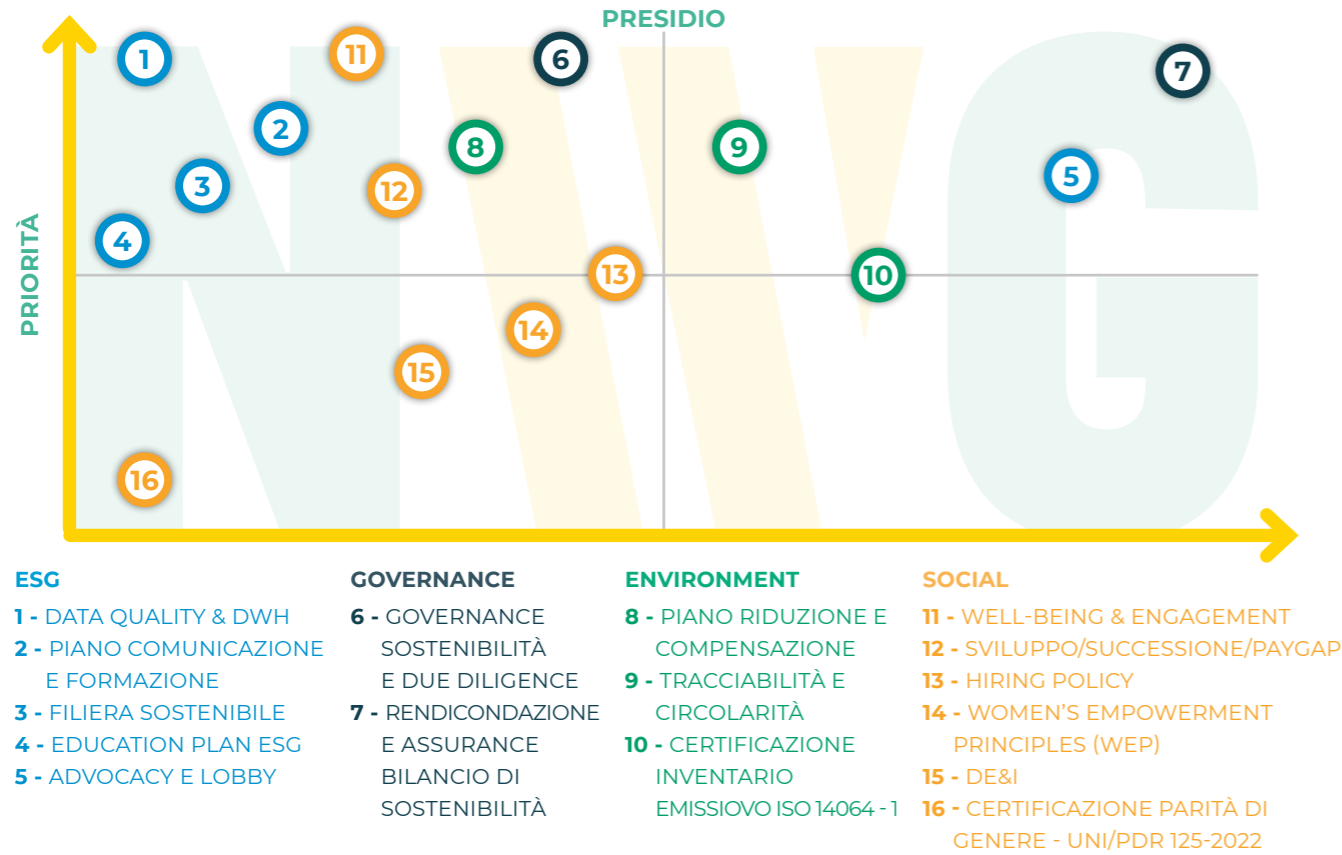 PRESIDIO
PRIORITÀ
NWG
1
2
3
4
5
6
7
8
9
10
11
12
13
14
15
16
ESG
1 - DATA QUALITY & DWH
2 - PIANO COMUNICAZIONE
E FORMAZIONE
3 - FILIERA SOSTENIBILE
4 - EDUCATION PLAN ESG
5 - ADVOCACY E LOBBY
GOVERNANCE
6 - GOVERNANCE
SOSTENIBILITÀ
E DUE DILIGENCE
7 - RENDICONDAZIONE
E ASSURANCE
BILANCIO DI
SOSTENIBILITÀ
ENVIRONMENT
8 - PIANO RIDUZIONE E
COMPENSAZIONE
9 - TRACCIABILITÀ E
CIRCOLARITÀ
10 - CERTIFICAZIONE
INVENTARIO
EMISSIOVO ISO 14064 - 1
SOCIAL
11 - WELL-BEING & ENGAGEMENT
12 - SVILUPPO/SUCCESSIONE/PAYGAP
13 - HIRING POLICY
14 - WOMEN'S EMPOWERMENT
PRINCIPLES (WEP)
15 - DE&I
16 - CERTIFICAZIONE PARITÀ DI
GENERE - UNI/PDR 125-2022